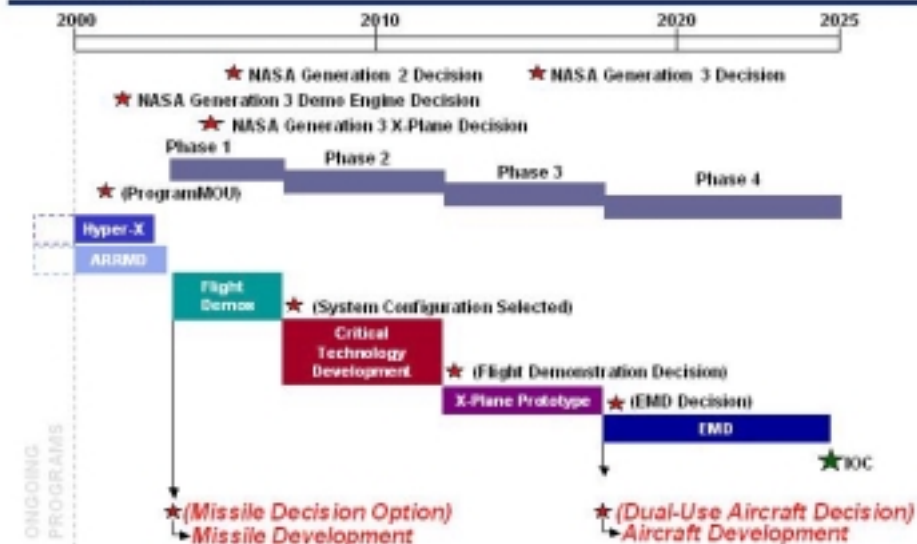 2000 2010 2020 2025
NASA Generation 2 Decision
NASA Generation 3 Decision
NASA Generation 3 Demo Engine Decision
NASA Generation 3 X-Plane Decision
Phase 1
Phase 2
Phase 3
Phase 4
(ProgramMOU)
Hyper-X
ARRMD
Flight
Demos
(System Configuration Selected)
Critical
Technology
Development
(Flight Demonstration Decision)
X-Plane Prototype
(EMD Decision)
EMD
IOC
ONGOING
PROGRAMS
(Missile Decision Option)
Missile Development
(Dual-Use Aircraft Decision)
Aircraft Development